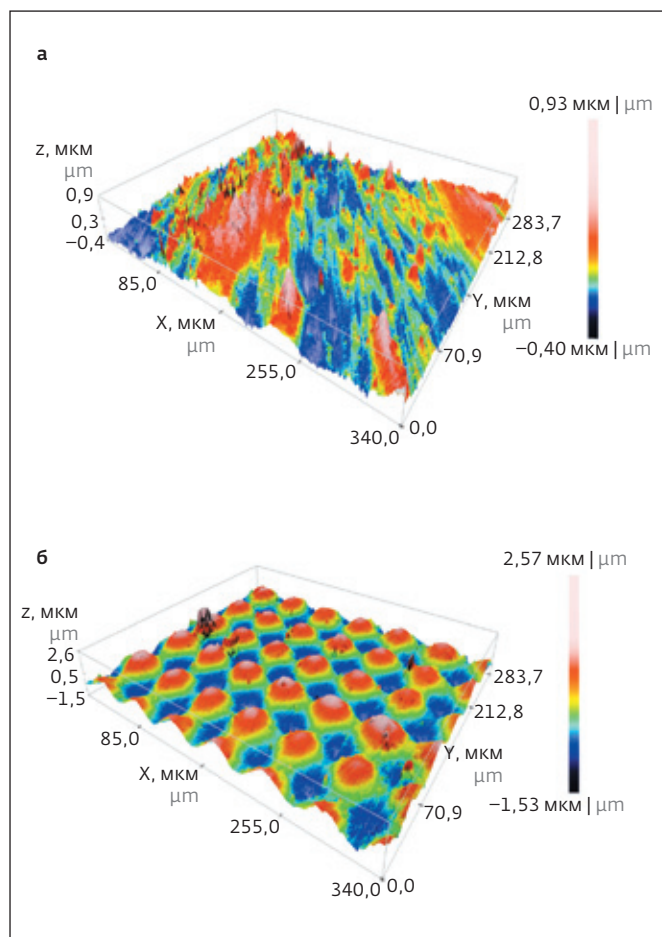 а
0,93 мкм | µm
z, мкм
µm
0,9
0,3
−0,4
85,0
X, мкм
µm
255,0
340,0
0,0
70,9
Y, мкм
µm
212,8
283,7
−0,40 мкм | µm
б
2,57 мкм | µm
z, мкм
µm
2,6
0,5
−1,5
85,0
X, мкм
µm
255,0
340,0
0,0
70,9
Y, мкм
µm
212,8
283,7
−1,53 мкм | µm